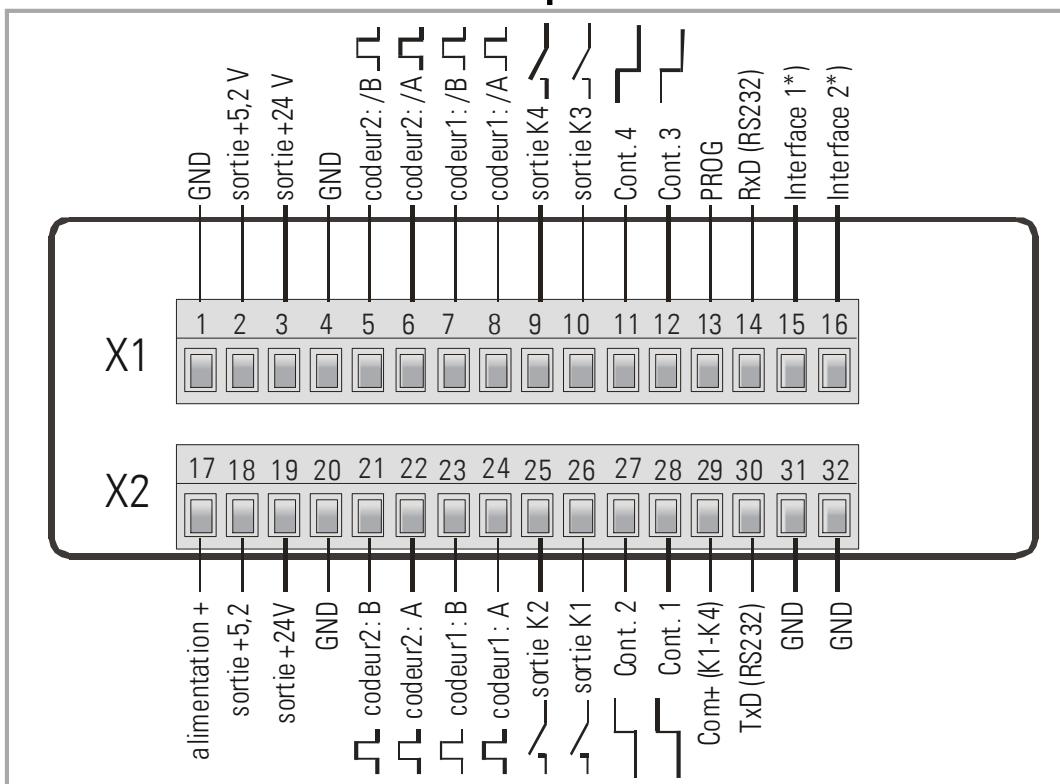 GND
sortie +5,2 V
sortie +24 V
GND
codeur2: /B
codeur2: /A
codeur1: /B
codeur1: /A
sortie K4
sortie K3
Cont. 4
Cont. 3
PROG
RxD (RS232)
Interface 1*)
Interface 2*)
X1
1 2 3 4 5 6 7 8 9 10 11 12 13 14 15 16
X2
17 18 19 20 21 22 23 24 25 26 27 28 29 30 31 32
alimentation +
sortie +5,2
sortie +24V
GND
codeur2: B
codeur2: A
codeur1: B
codeur1: A
sortie K2
sortie K1
Cont. 2
Cont. 1
Com+ (K1-K4)
TxD (RS232)
GND
GND